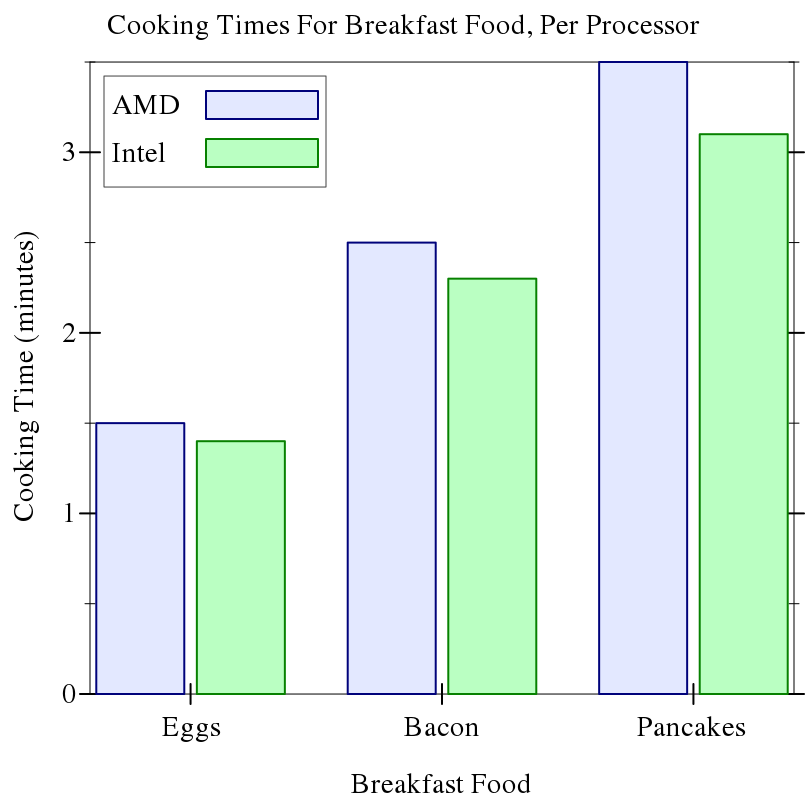 Cooking Times For Breakfast Food, Per Processor
AMD
Intel
3
2
1
0
Cooking Time (minutes)
Eggs Bacon Pancakes
Breakfast Food